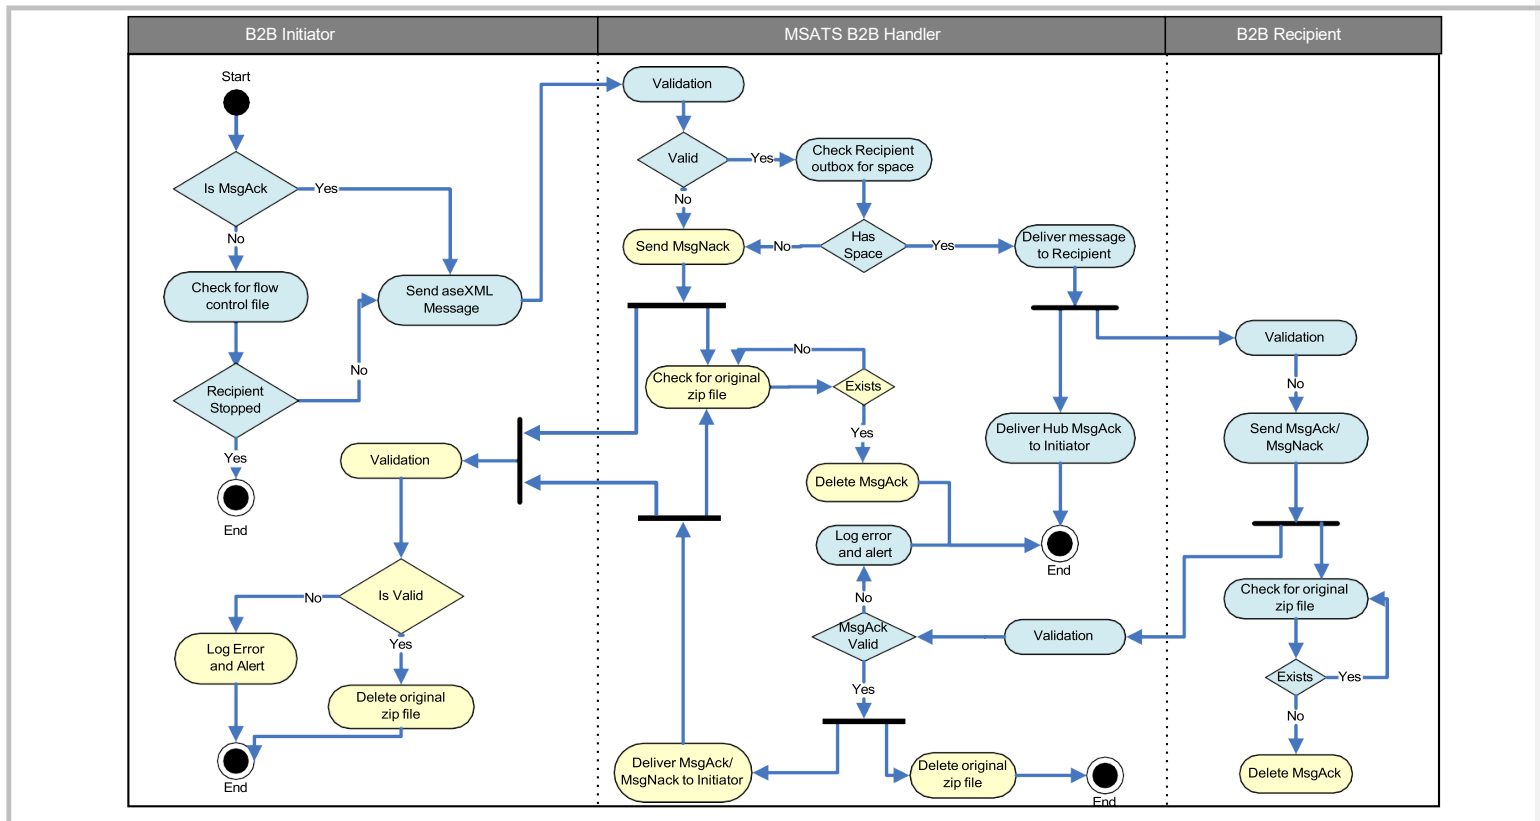 B2B Initiator
MSATS B2B Handler
B2B Recipient
Start
Is MsgAck
Yes
No
Check for flow
control file
Send aseXML
Message
No
Recipient
Stopped
Yes
End
Validation
Is Valid
No
Yes
Log Error
and Alert
Delete original
zip file
End
Validation
Valid
Yes
Check Recipient
outbox for space
No
Send MsgNack
No
Has
Space
Yes
Deliver message
to Recipient
No
Check for original
zip file
Exists
Yes
Delete MsgAck
Deliver Hub MsgAck
to Initiator
Log error
and alert
End
No
MsgAck
Valid
Validation
Yes
Deliver MsgAck/
MsgNack to Initiator
Delete original
zip file
End
Validation
No
Send MsgAck/
MsgNack
Check for original
zip file
Exists
Yes
No
Delete MsgAck